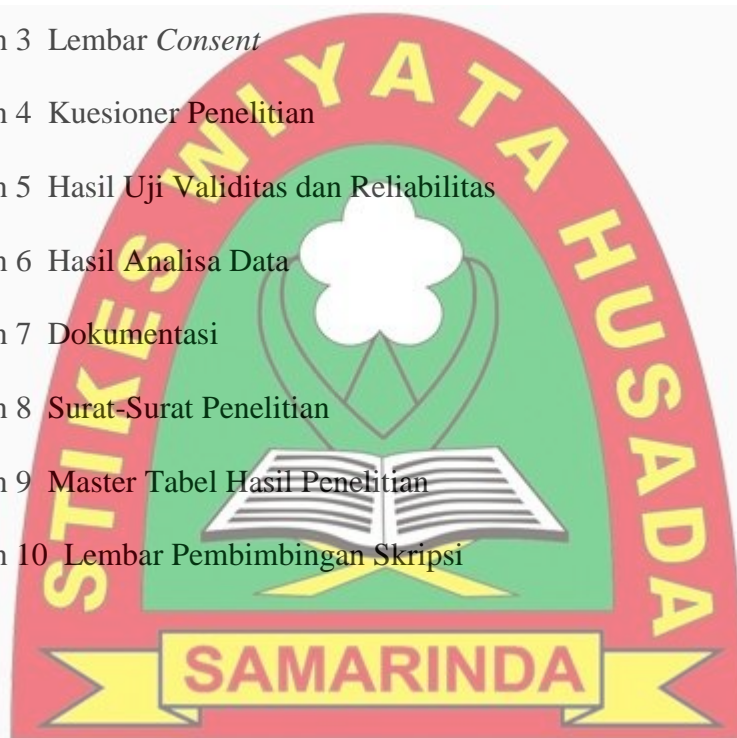 n 3 Lembar Consent
n 4 Kuesioner Penelitian
n 5 Hasil Uji Validitas dan Reliabilitas
n 6 Hasil Analisa Data
n 7 Dokumentasi
n 8 Surat-Surat Penelitian
n 9 Master Tabel Hasil Penelitian
n 10 Lembar Pembimbingan Skripsi
STIKES WIYATA HUSADA
SAMARINDA